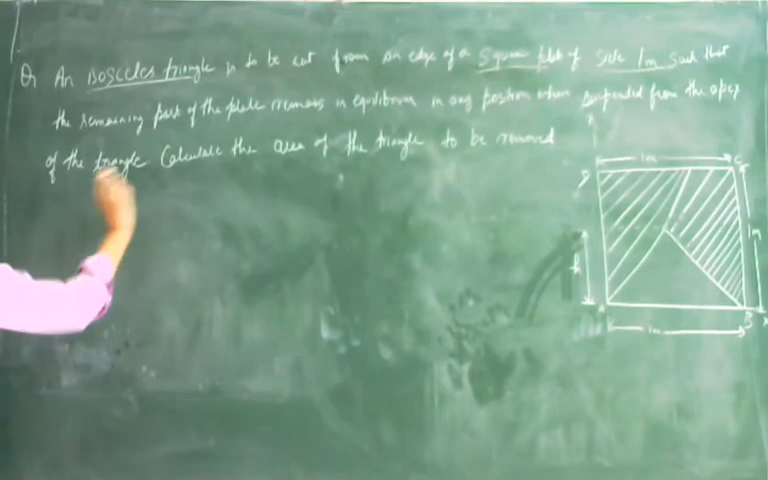 Q An isosceles triangle is to be cut from an edge of a square plate of side 1m such that
the remaining part of the plate remains in equilibrium in any position when suspended from the apex
of the triangle. Calculate the area of the triangle to be removed
1m
D C
1m
h
A B X
1m